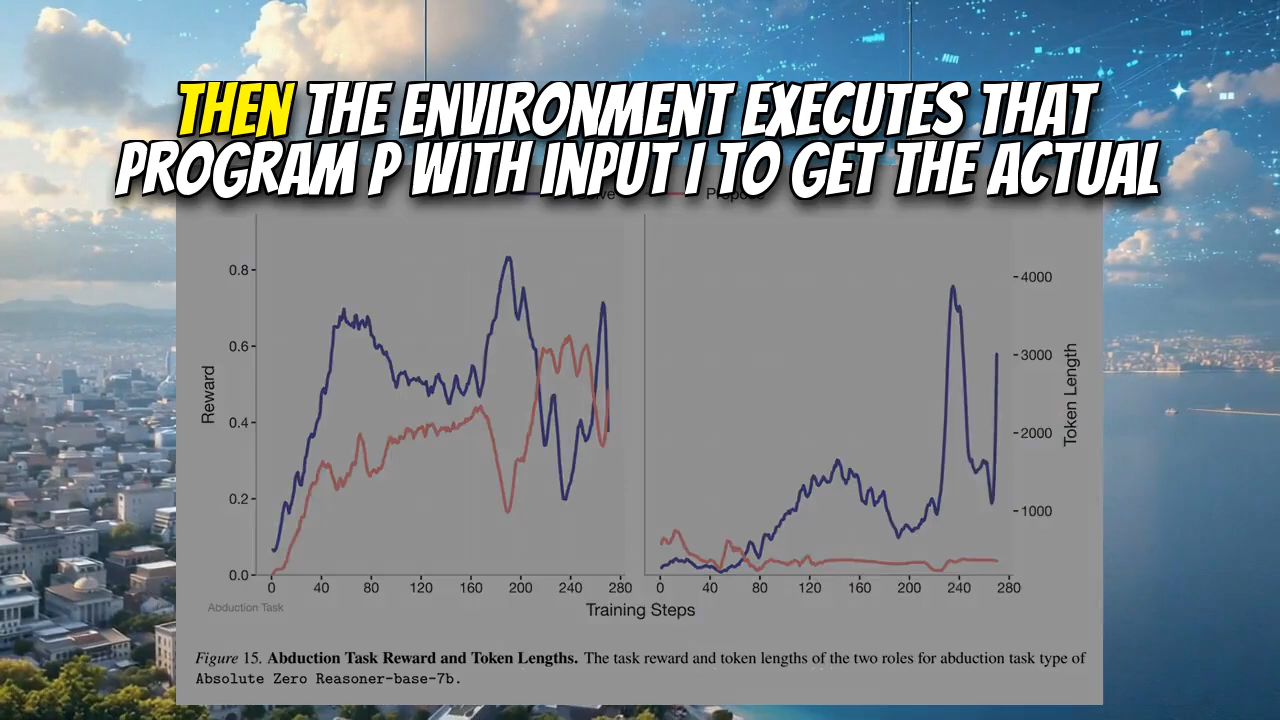 THEN THE ENVIRONMENT EXECUTES THAT
PROGRAM P WITH INPUT I TO GET THE ACTUAL
0.8
0.6
0.4
0.2
0.0
Reward
0 40 80 120 160 200 240 280
Abduction Task
Training Steps
4000
3000
2000
1000
Token Length
0 40 80 120 160 200 240 280
Figure 15. Abduction Task Reward and Token Lengths. The task reward and token lengths of the two roles for abduction task type of
Absolute Zero Reasoner-base-7b.